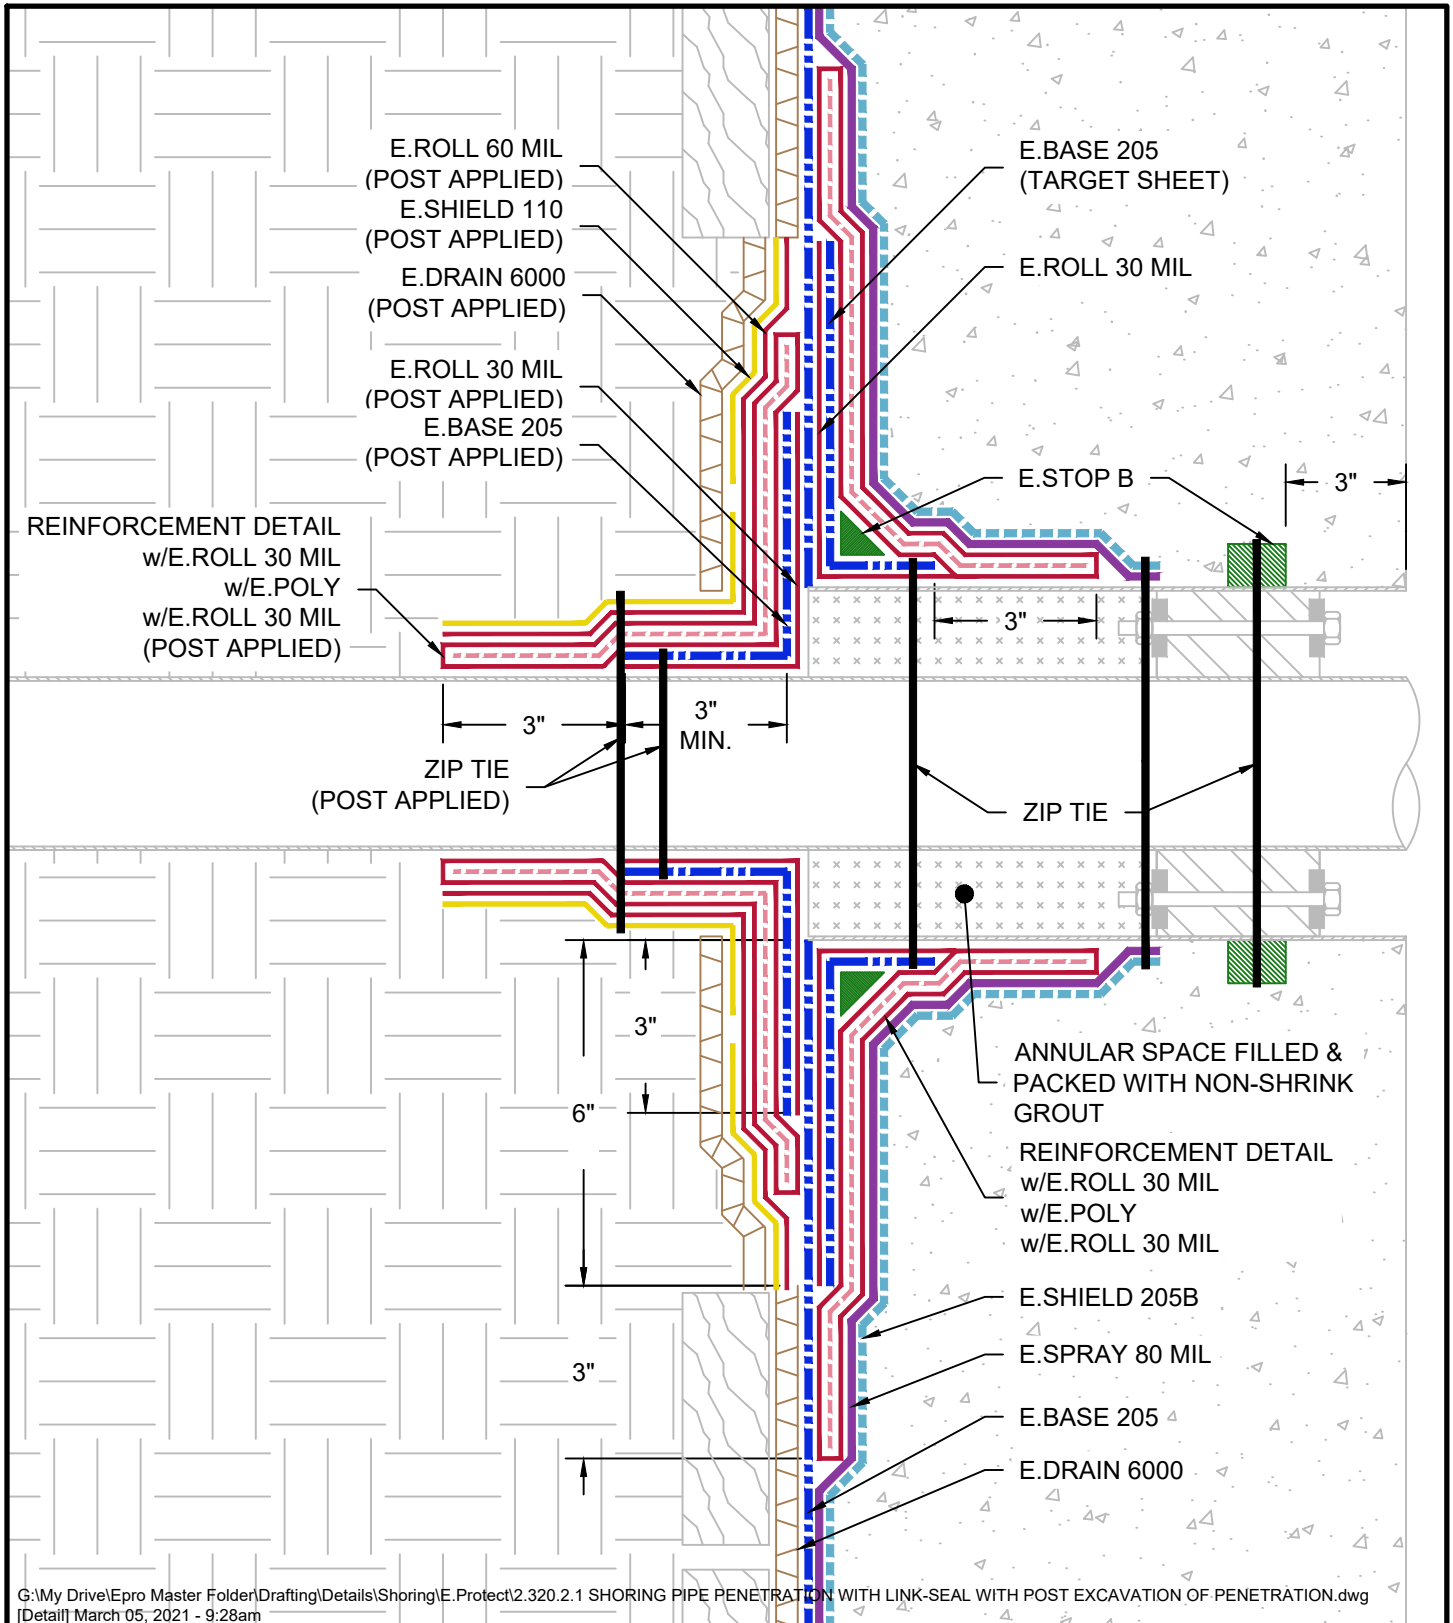 E.ROLL 60 MIL
(POST APPLIED)
E.SHIELD 110
(POST APPLIED)
E.DRAIN 6000
(POST APPLIED)
E.ROLL 30 MIL
(POST APPLIED)
E.BASE 205
(POST APPLIED)
REINFORCEMENT DETAIL
w/E.ROLL 30 MIL
w/E.POLY
w/E.ROLL 30 MIL
(POST APPLIED)
E.BASE 205
(TARGET SHEET)
E.ROLL 30 MIL
E.STOP B
3"
3"
3"
3"
MIN.
ZIP TIE
(POST APPLIED)
ZIP TIE
3"
6"
3"
ANNULAR SPACE FILLED &
PACKED WITH NON-SHRINK
GROUT
REINFORCEMENT DETAIL
w/E.ROLL 30 MIL
w/E.POLY
w/E.ROLL 30 MIL
E.SHIELD 205B
E.SPRAY 80 MIL
E.BASE 205
E.DRAIN 6000
G:\My Drive\Epro Master Folder\Drafting\Details\Shoring\E.Protect\2.320.2.1 SHORING PIPE PENETRATION WITH LINK-SEAL WITH POST EXCAVATION OF PENETRATION.dwg
[Detail] March 05, 2021 - 9:28am